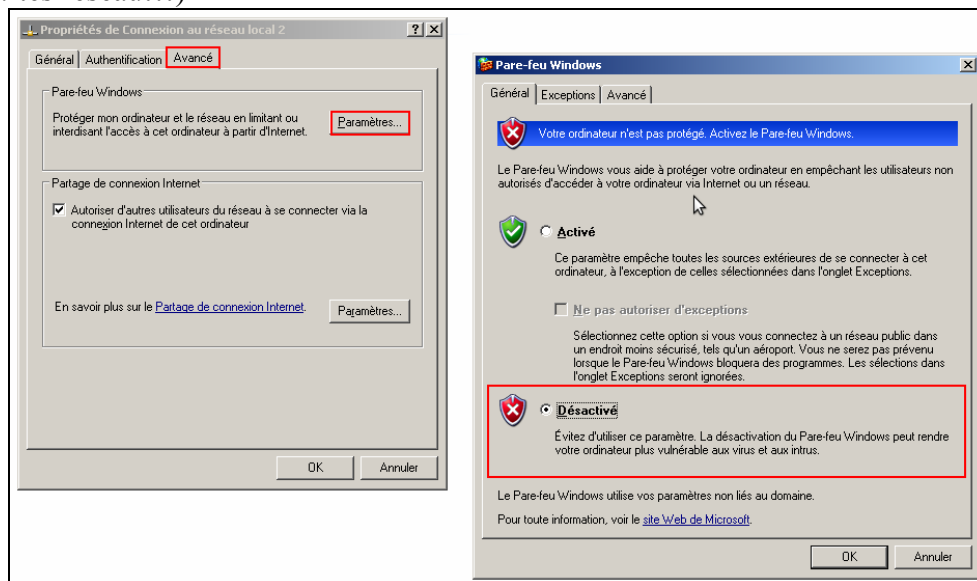 Propriétés de Connexion au réseau local 2
Général Authentification Avancé
Pare-feu Windows
Protéger mon ordinateur et le réseau en limitant ou
interdisant l'accès à cet ordinateur à partir d'Internet.
Paramètres...
Partage de connexion Internet
Autoriser d'autres utilisateurs du réseau à se connecter via la
connexion Internet de cet ordinateur
En savoir plus sur le Partage de connexion Internet.
Paramètres...
OK Annuler
Pare-feu Windows
Général Exceptions Avancé
Votre ordinateur n'est pas protégé. Activez le Pare-feu Windows.
Le Pare-feu Windows vous aide à protéger votre ordinateur en empêchant les utilisateurs non
autorisés d'accéder à votre ordinateur via Internet ou un réseau.
Activé
Ce paramètre empêche toutes les sources extérieures de se connecter à cet
ordinateur, à l'exception de celles sélectionnées dans l'onglet Exceptions.
Ne pas autoriser d'exceptions
Sélectionnez cette option si vous vous connectez à un réseau public dans
un endroit moins sécurisé, tels qu'un aéroport. Vous ne serez pas prévenu
lorsque le Pare-feu Windows bloquera des programmes. Les sélections dans
l'onglet Exceptions seront ignorées.
Désactivé
Évitez d'utiliser ce paramètre. La désactivation du Pare-feu Windows peut rendre
votre ordinateur plus vulnérable aux virus et aux intrus.
Le Pare-feu Windows utilise vos paramètres non liés au domaine.
Pour toute information, voir le site Web de Microsoft.
OK Annuler